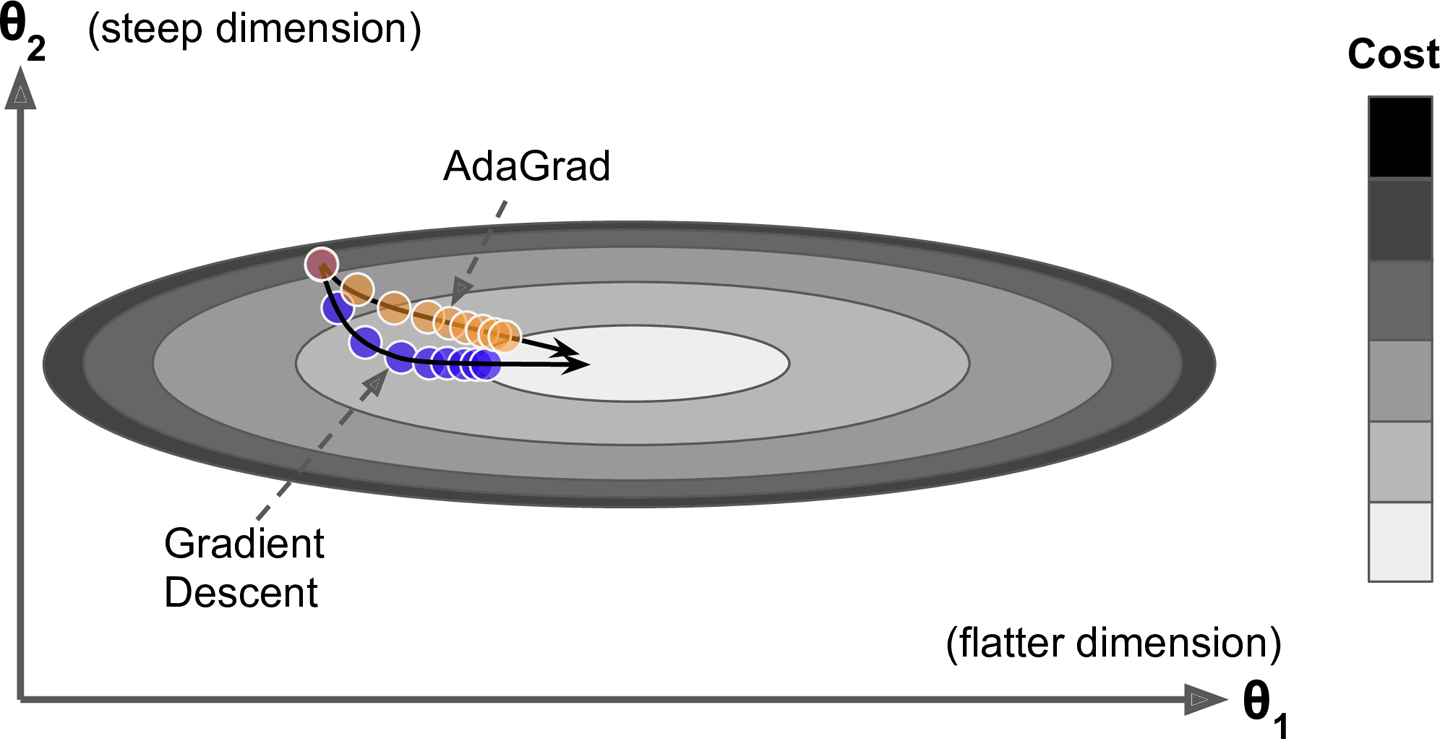 θ2 (steep dimension)
Cost
AdaGrad
Gradient
Descent
(flatter dimension)
θ1